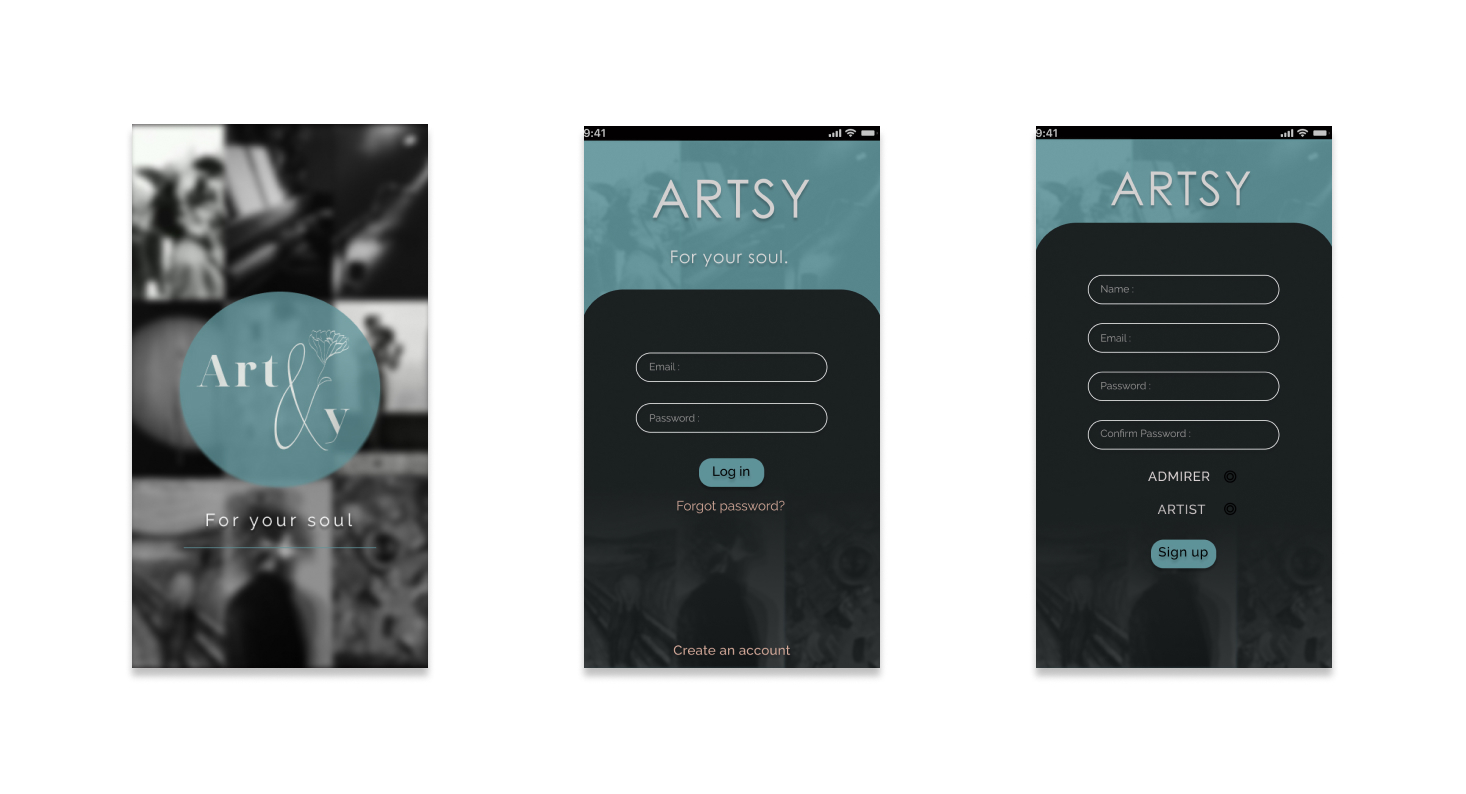 Art&y
For your soul
9:41
ARTSY
For your soul.
Email :
Password :
Log in
Forgot password?
Create an account
9:41
ARTSY
Name :
Email :
Password :
Confirm Password :
ADMIRER
ARTIST
Sign up